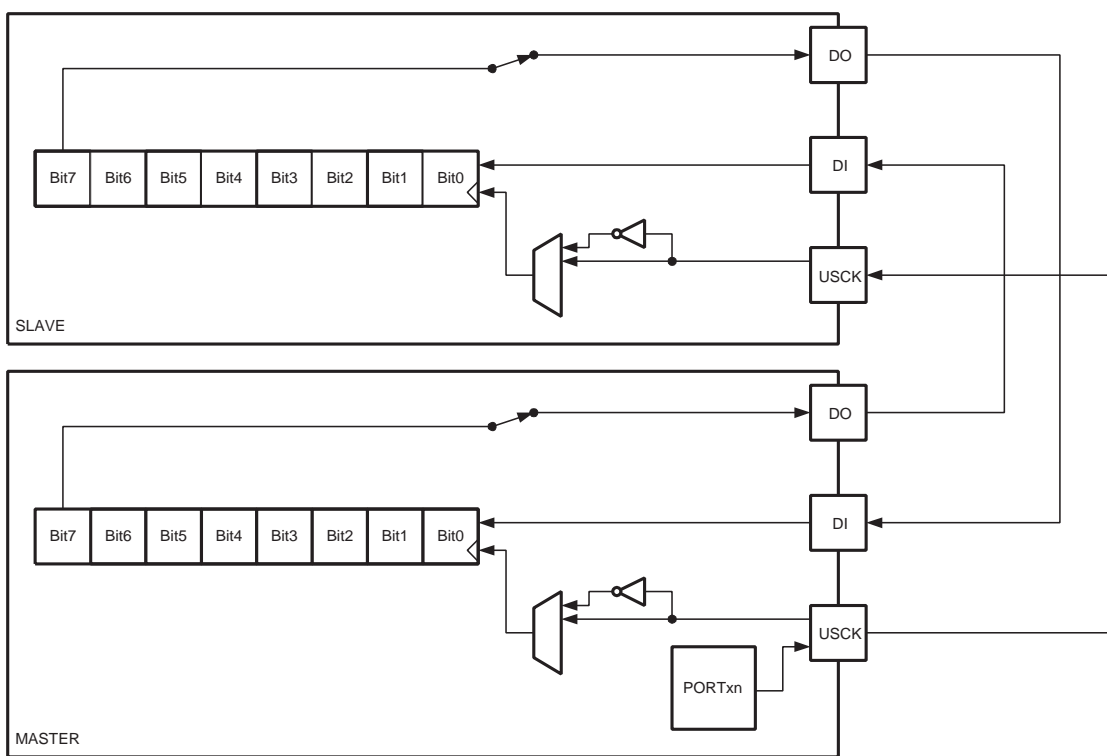 DO
Bit7 Bit6 Bit5 Bit4 Bit3 Bit2 Bit1 Bit0
DI
USCK
SLAVE
DO
Bit7 Bit6 Bit5 Bit4 Bit3 Bit2 Bit1 Bit0
DI
USCK
PORTxn
MASTER